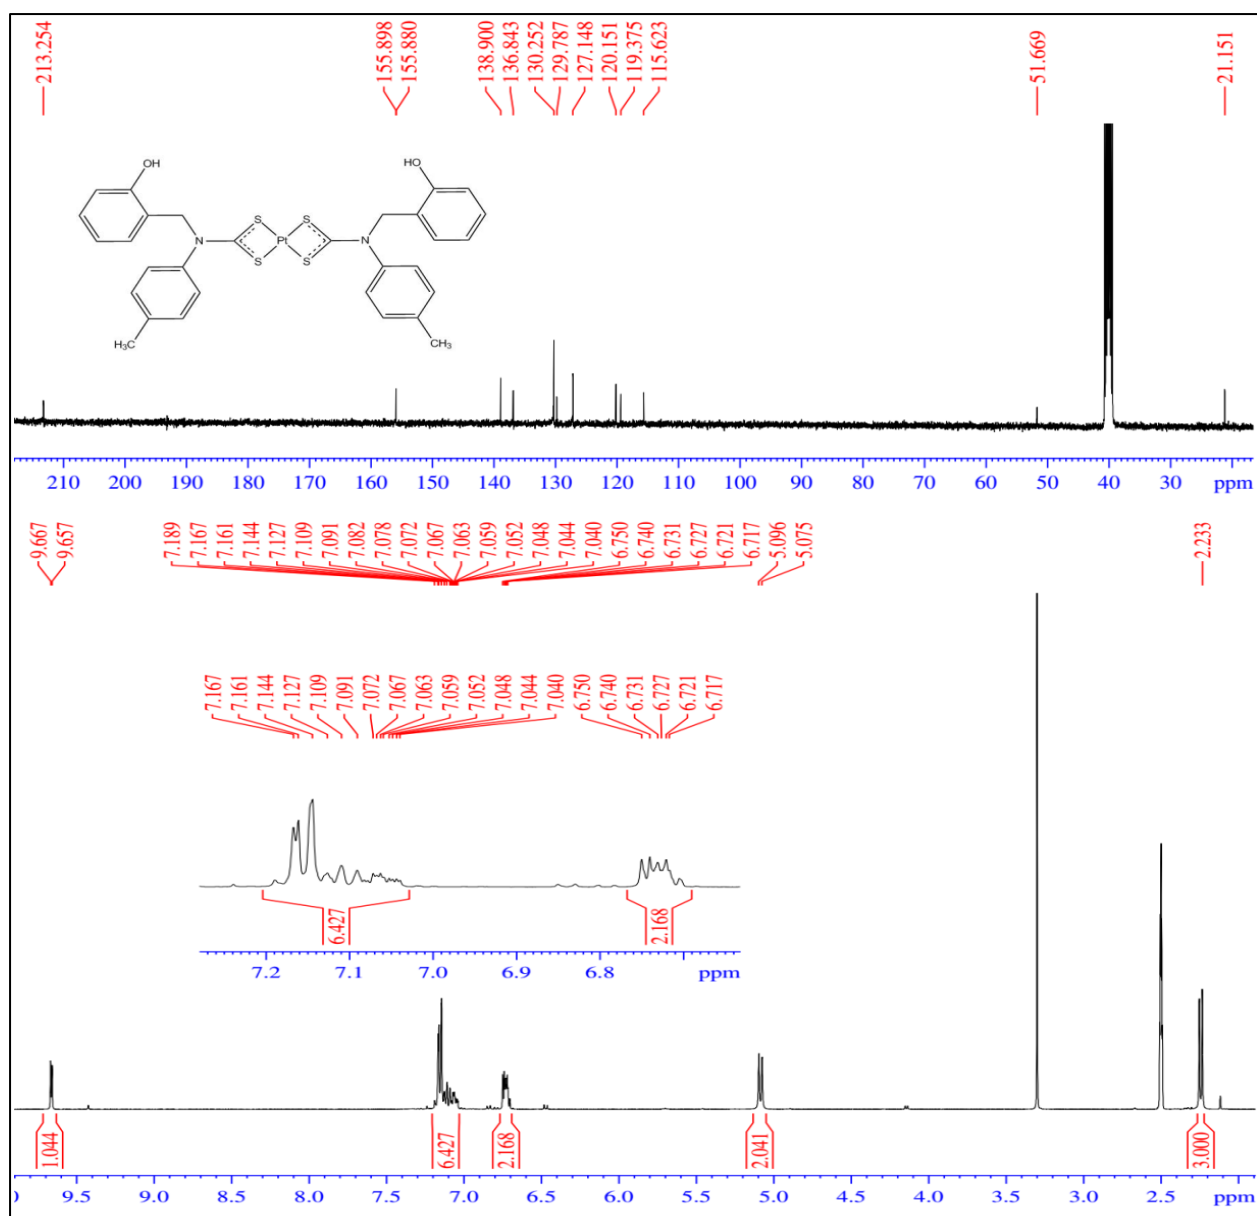 213.254 155.898 155.880 138.900 136.843 130.252 129.787 127.148 120.151 119.375 115.623 51.669 21.151
OH HO
N S S Pt S S N
H3C CH3
210 200 190 180 170 160 150 140 130 120 110 100 90 80 70 60 50 40 30 20 ppm
9.667 9.657 7.189 7.167 7.161 7.144 7.127 7.109 7.091 7.082 7.078 7.072 7.067 7.063 7.059 7.052 7.048 7.044 7.040 6.750 6.740 6.731 6.727 6.721 6.717 5.096 5.075 2.233
7.167 7.161 7.144 7.127 7.109 7.091 7.072 7.067 7.063 7.059 7.052 7.048 7.044 7.040 6.750 6.740 6.731 6.727 6.721 6.717
6.427 2.168
7.2 7.1 7.0 6.9 6.8 ppm
1.044 6.427 2.168 2.041 3.000
9.5 9.0 8.5 8.0 7.5 7.0 6.5 6.0 5.5 5.0 4.5 4.0 3.5 3.0 2.5 ppm